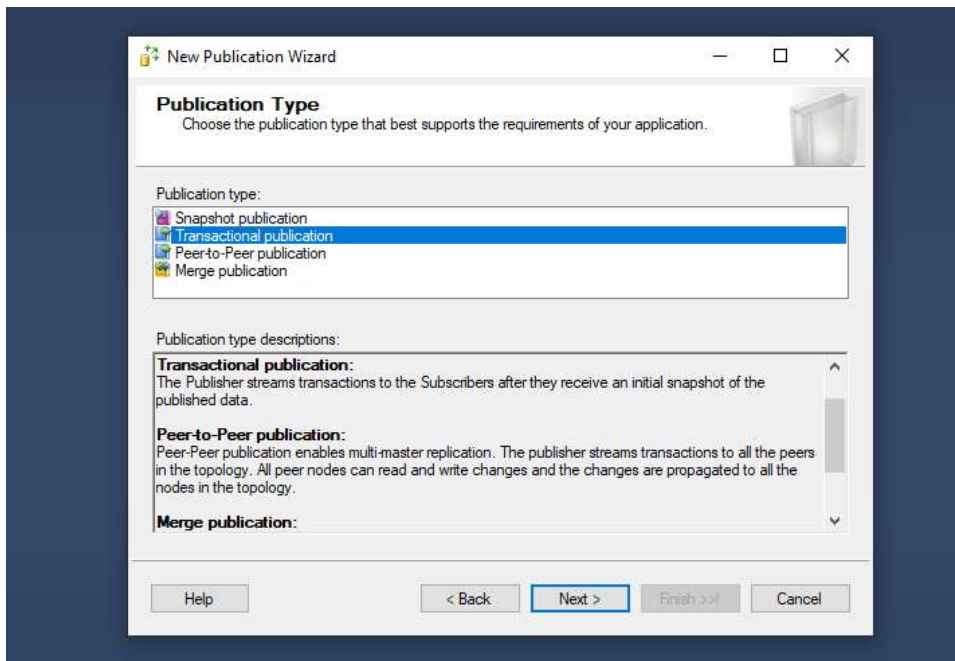 New Publication Wizard
Publication Type
Choose the publication type that best supports the requirements of your application.
Publication type:
Snapshot publication
Transactional publication
Peer-to-Peer publication
Merge publication
Publication type descriptions:
Transactional publication:
The Publisher streams transactions to the Subscribers after they receive an initial snapshot of the
published data.
Peer-to-Peer publication:
Peer-Peer publication enables multi-master replication. The publisher streams transactions to all the peers
in the topology. All peer nodes can read and write changes and the changes are propagated to all the
nodes in the topology.
Merge publication:
Help
< Back
Next >
Finish >>|
Cancel